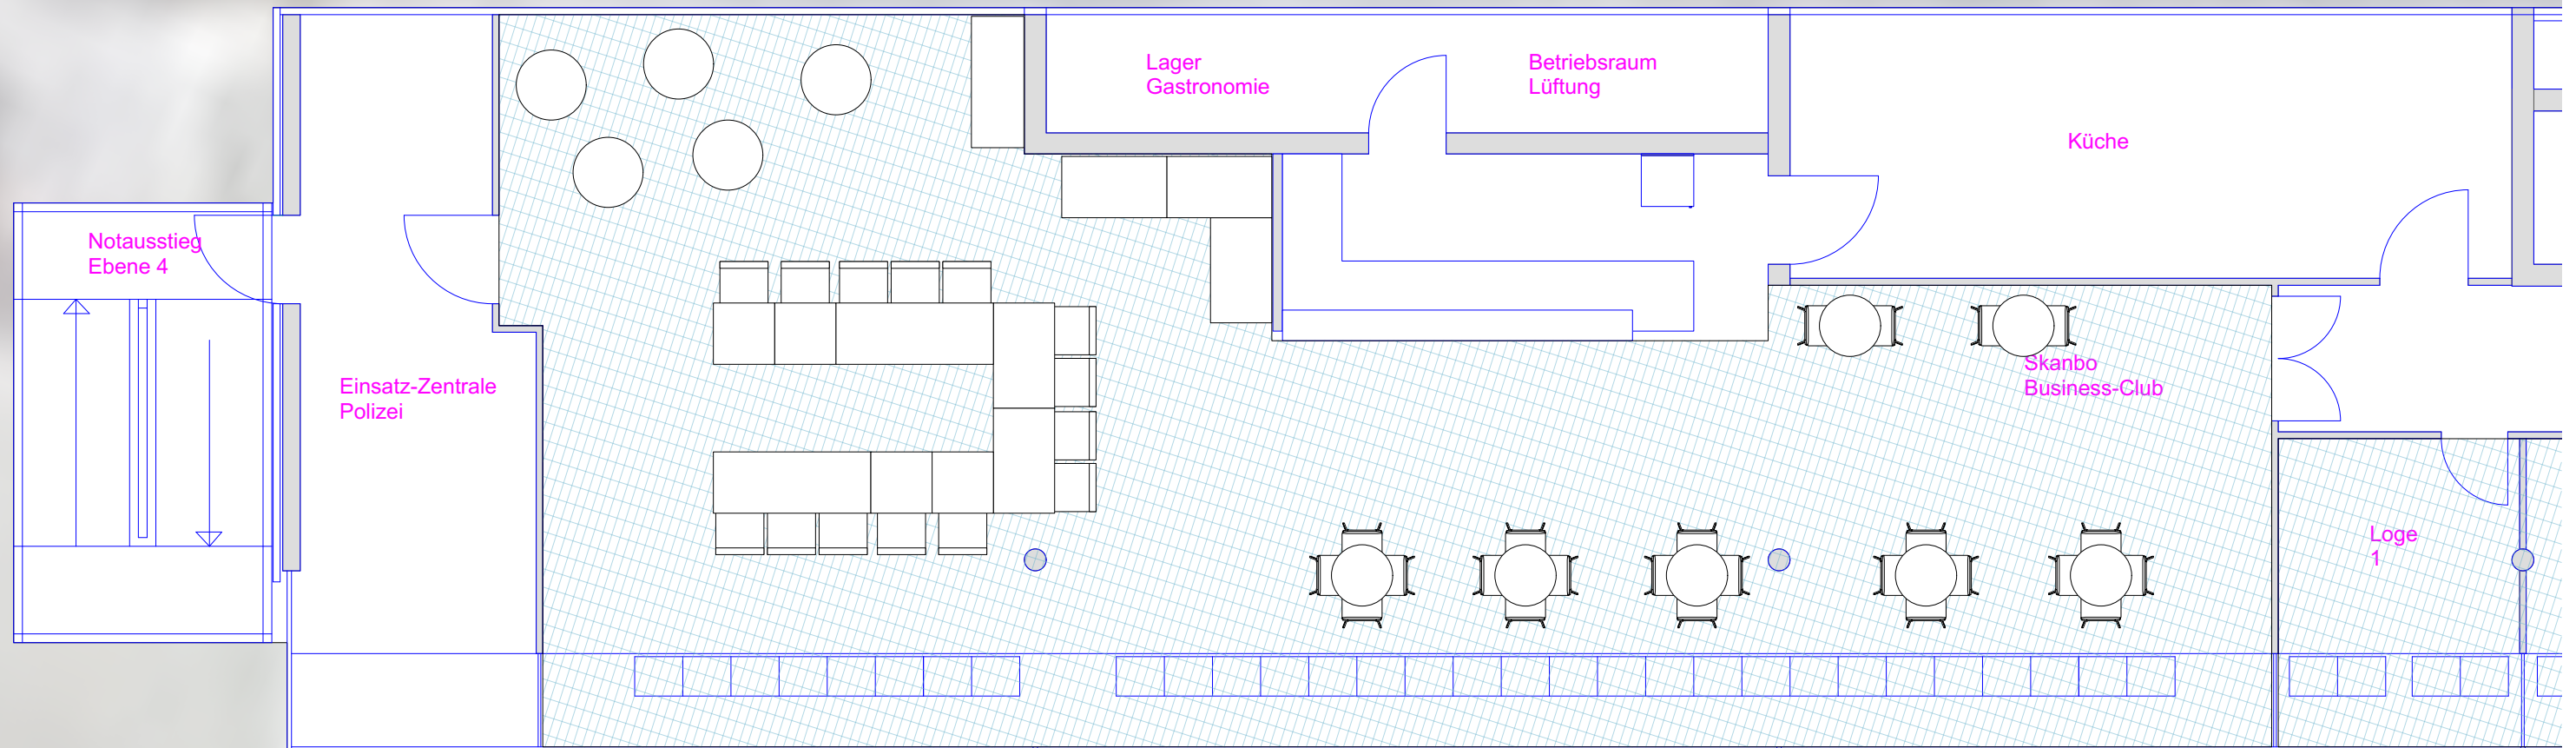 Lager
Gastronomie
Betriebsraum
Lüftung
Küche
Notausstieg
Ebene 4
Einsatz-Zentrale
Polizei
Skanbo
Business-Club
Loge
1